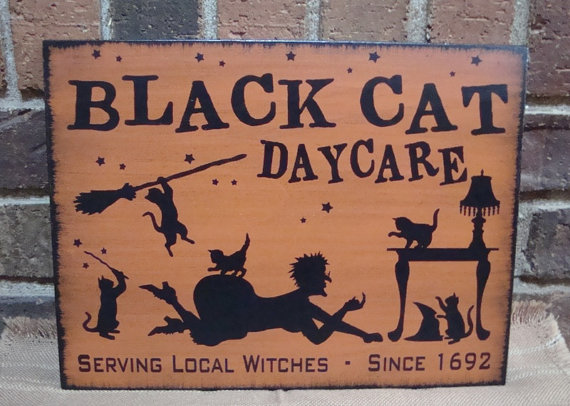 BLACK CAT
DAYCARE
SERVING LOCAL WITCHES - SINCE 1692